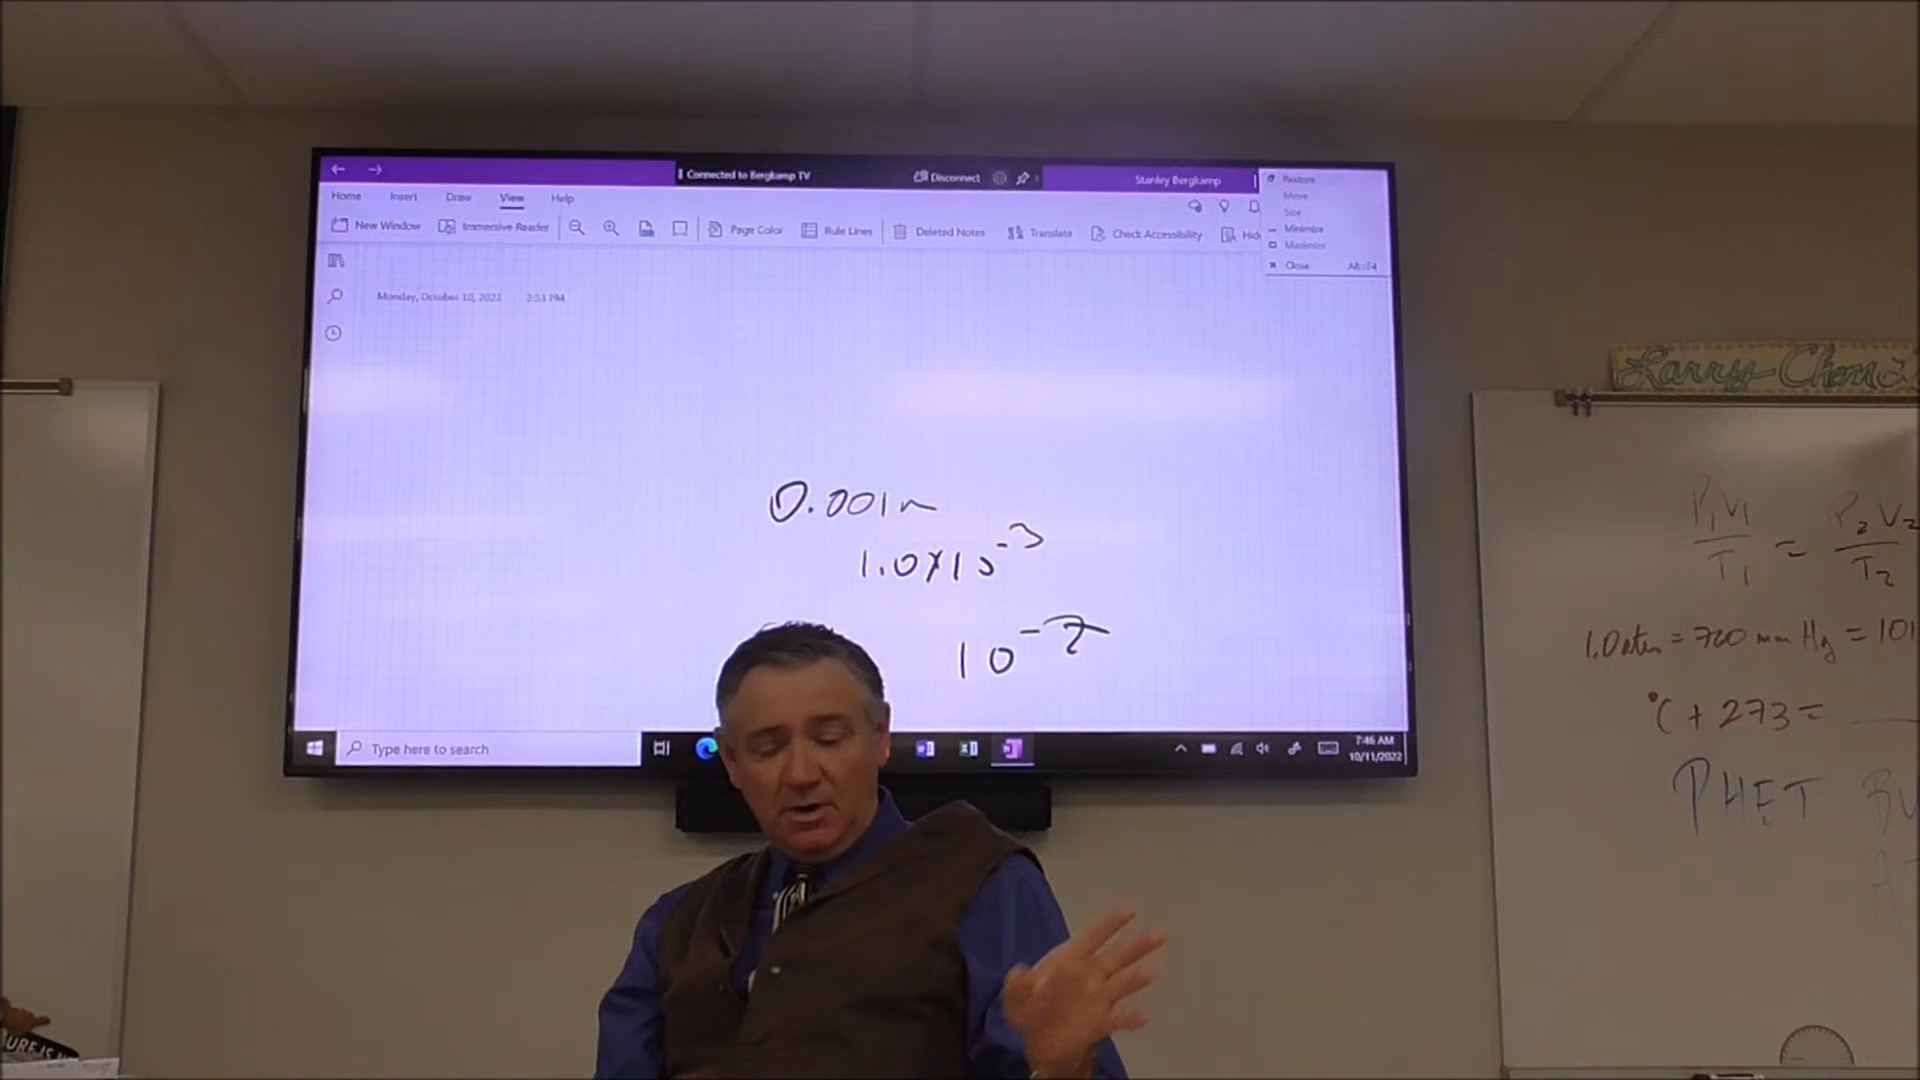 Connected to Bergkamp TV
Disconnect
Stanley Bergkamp
Restore
Move
Size
Minimize
Maximize
Close Alt+F4
Home Insert Draw View Help
New Window Immersive Reader Page Color Rule Lines Deleted Notes Translate Check Accessibility Hid
Monday, October 10, 2022 2:51 PM
0.001m
1.0x10-3
10-2
Type here to search
7:46 AM
10/11/2022
Larry Chem
P1V1 = P2V2
T1 T2
1.0 atm = 760 mm Hg = 101
°C + 273 =
PHET